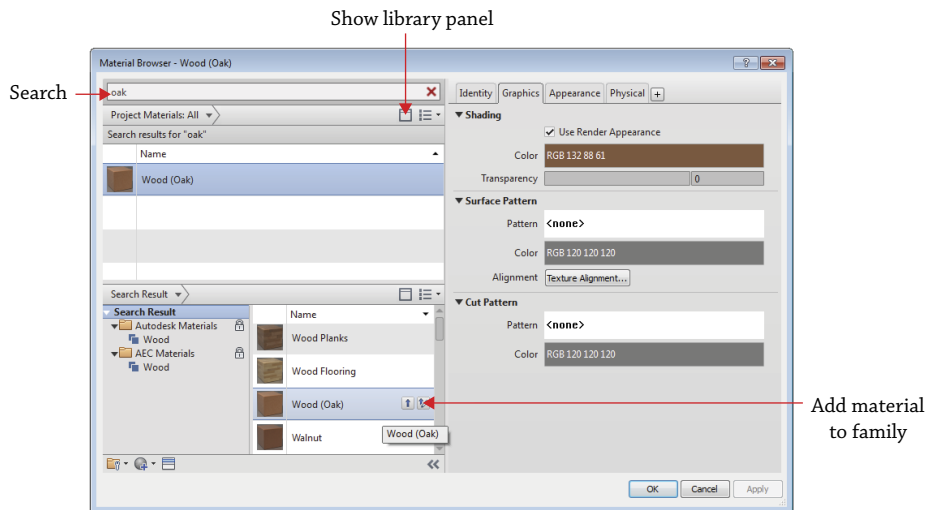 Show library panel
Search
Material Browser - Wood (Oak)
oak
Project Materials: All
Search results for "oak"
Name
Wood (Oak)
Search Result
Search Result
Autodesk Materials
Wood
AEC Materials
Wood
Name
Wood Planks
Wood Flooring
Wood (Oak)
Walnut
Wood (Oak)
Identity Graphics Appearance Physical
Shading
Use Render Appearance
Color RGB 132 88 61
Transparency 0
Surface Pattern
Pattern <none>
Color RGB 120 120 120
Alignment Texture Alignment...
Cut Pattern
Pattern <none>
Color RGB 120 120 120
Add material
to family
OK Cancel Apply